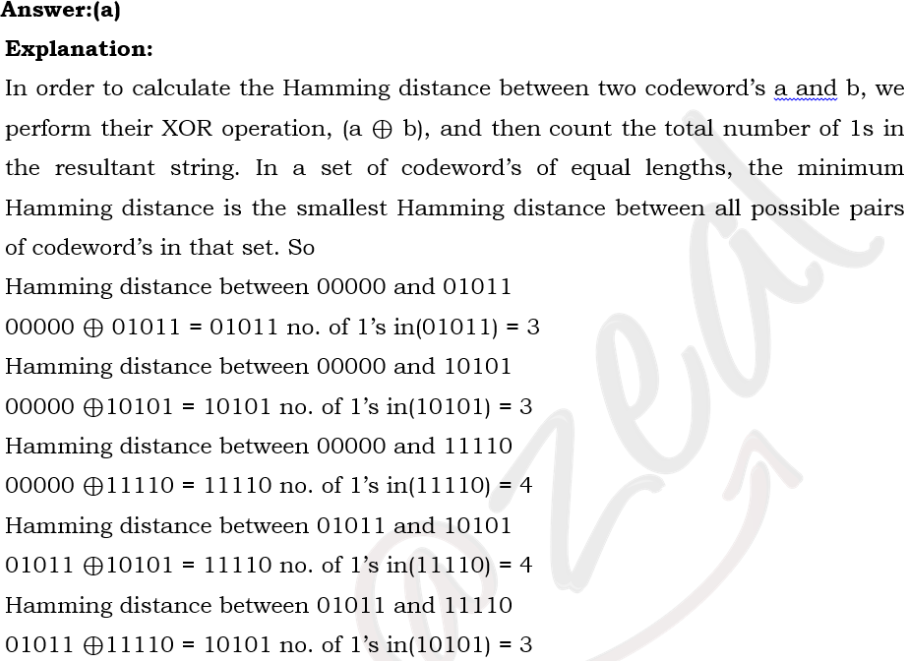 Answer:(a)
Explanation:
In order to calculate the Hamming distance between two codeword’s a and b, we
perform their XOR operation, (a ⊕ b), and then count the total number of 1s in
the resultant string. In a set of codeword’s of equal lengths, the minimum
Hamming distance is the smallest Hamming distance between all possible pairs
of codeword’s in that set. So
Hamming distance between 00000 and 01011
00000 ⊕ 01011 = 01011 no. of 1’s in(01011) = 3
Hamming distance between 00000 and 10101
00000 ⊕10101 = 10101 no. of 1’s in(10101) = 3
Hamming distance between 00000 and 11110
00000 ⊕11110 = 11110 no. of 1’s in(11110) = 4
Hamming distance between 01011 and 10101
01011 ⊕10101 = 11110 no. of 1’s in(11110) = 4
Hamming distance between 01011 and 11110
01011 ⊕11110 = 10101 no. of 1’s in(10101) = 3
@zeal